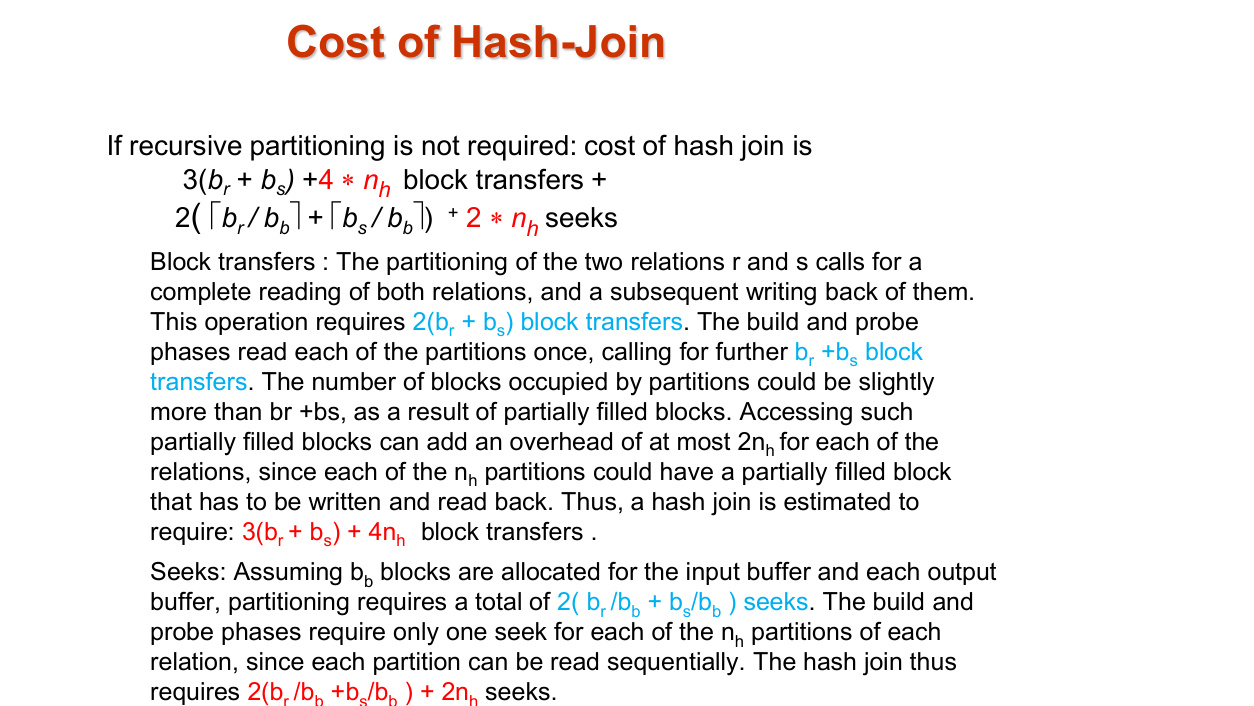 Cost of Hash-Join
If recursive partitioning is not required: cost of hash join is
3(b_r + b_s) +4 ∗ n_h block transfers +
2( ⌈b_r / b_b⌉ + ⌈b_s / b_b⌉) + 2 ∗ n_h seeks
Block transfers : The partitioning of the two relations r and s calls for a
complete reading of both relations, and a subsequent writing back of them.
This operation requires 2(b_r + b_s) block transfers. The build and probe
phases read each of the partitions once, calling for further b_r +b_s block
transfers. The number of blocks occupied by partitions could be slightly
more than br +bs, as a result of partially filled blocks. Accessing such
partially filled blocks can add an overhead of at most 2n_h for each of the
relations, since each of the n_h partitions could have a partially filled block
that has to be written and read back. Thus, a hash join is estimated to
require: 3(b_r + b_s) + 4n_h block transfers .
Seeks: Assuming b_b blocks are allocated for the input buffer and each output
buffer, partitioning requires a total of 2( b_r /b_b + b_s/b_b ) seeks. The build and
probe phases require only one seek for each of the n_h partitions of each
relation, since each partition can be read sequentially. The hash join thus
requires 2(b_r /b_b +b_s/b_b ) + 2n_h seeks.